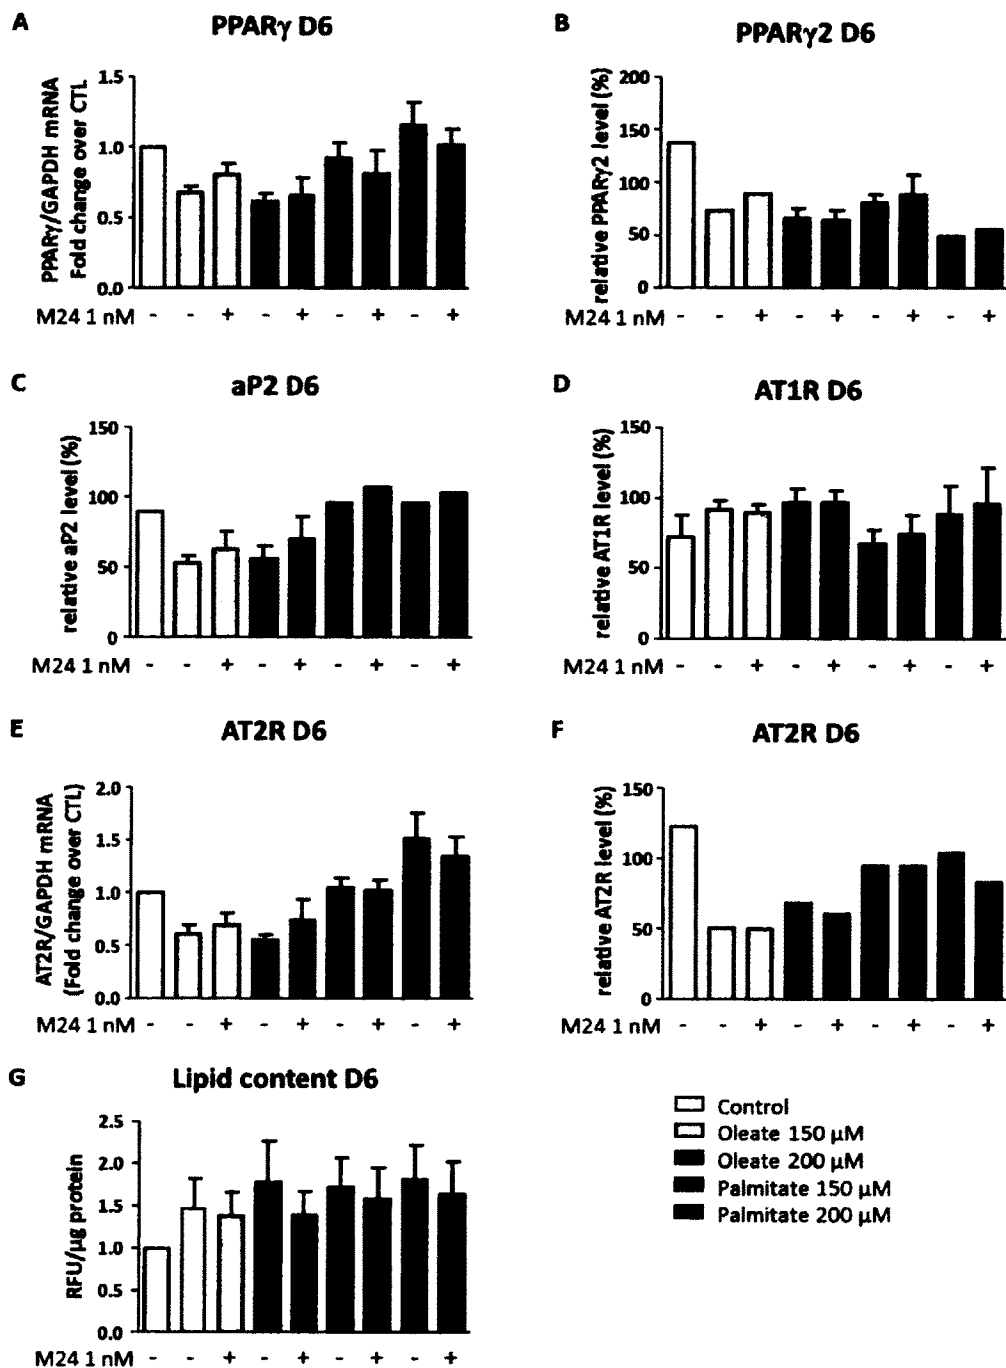 A
PPARγ D6
PPARγ/GAPDH mRNA
Fold change over CTL
1.5
1.0
0.5
0.0
M24 1 nM - - + - + - + - +
B
PPARγ2 D6
relative PPARγ2 level (%)
200
150
100
50
0
M24 1 nM - - + - + - + - +
C
aP2 D6
relative aP2 level (%)
150
100
50
0
M24 1 nM - - + - + - + - +
D
AT1R D6
relative AT1R level (%)
150
100
50
0
M24 1 nM - - + - + - + - +
E
AT2R D6
AT2R/GAPDH mRNA
(Fold change over CTL)
2.0
1.5
1.0
0.5
0.0
M24 1 nM - - + - + - + - +
F
AT2R D6
relative AT2R level (%)
150
100
50
0
M24 1 nM - - + - + - + - +
G
Lipid content D6
RFU/µg protein
2.5
2.0
1.5
1.0
0.5
0.0
M24 1 nM - - + - + - + - +
Control
Oleate 150 µM
Oleate 200 µM
Palmitate 150 µM
Palmitate 200 µM